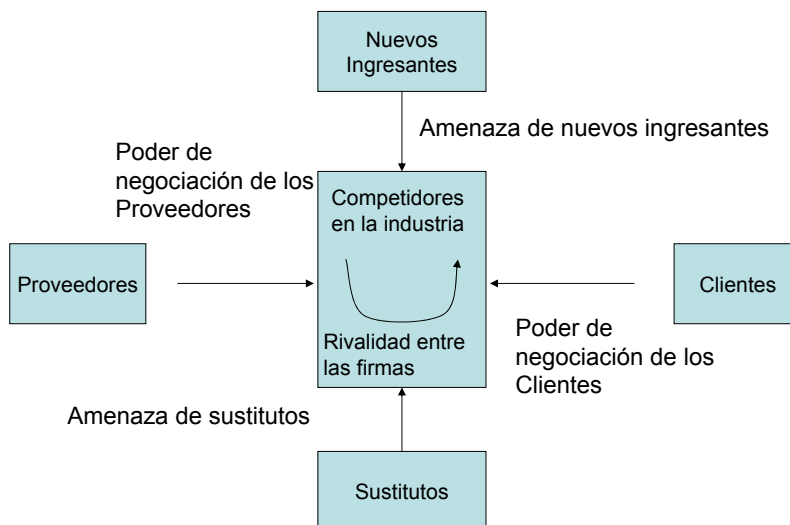 Nuevos
Ingresantes
Amenaza de nuevos ingresantes
Poder de
negociación de los
Proveedores
Competidores
en la industria
Proveedores
Clientes
Rivalidad entre
las firmas
Poder de
negociación de los
Clientes
Amenaza de sustitutos
Sustitutos